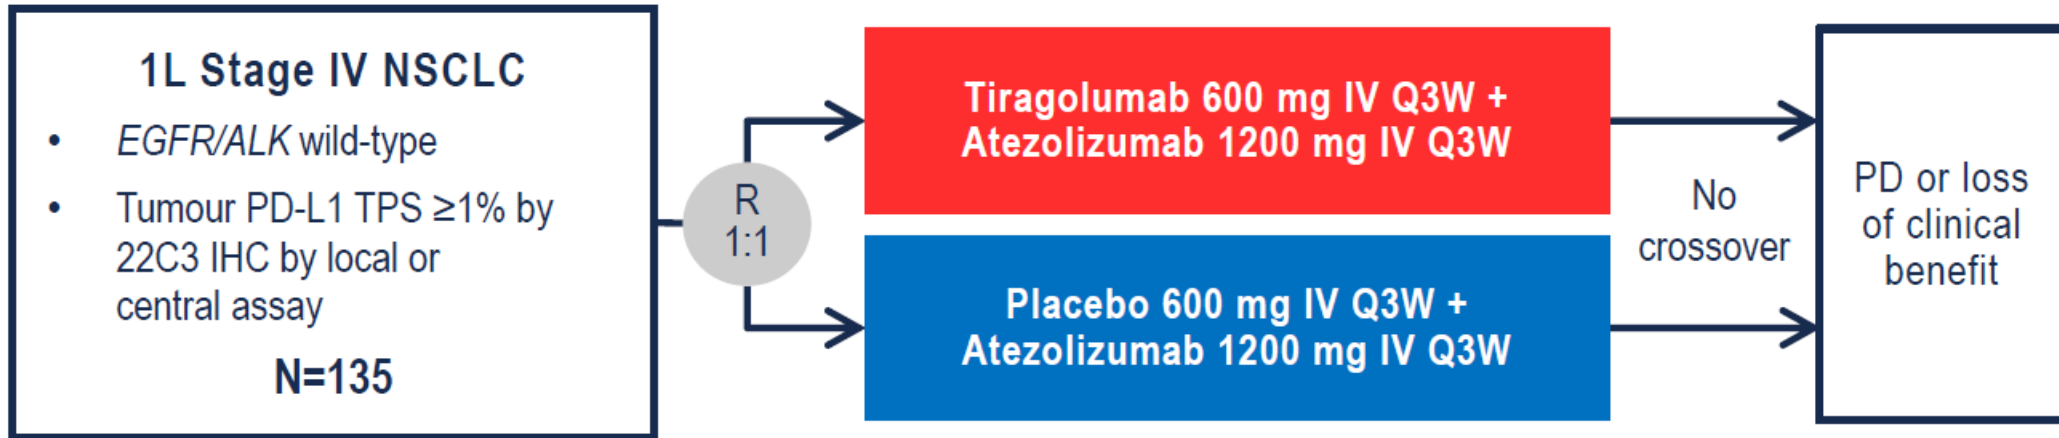 1L Stage IV NSCLC
• EGFR/ALK wild-type
• Tumour PD-L1 TPS ≥1% by
22C3 IHC by local or
central assay
N=135
R
1:1
Tiragolumab 600 mg IV Q3W +
Atezolizumab 1200 mg IV Q3W
Placebo 600 mg IV Q3W +
Atezolizumab 1200 mg IV Q3W
No
crossover
PD or loss
of clinical
benefit